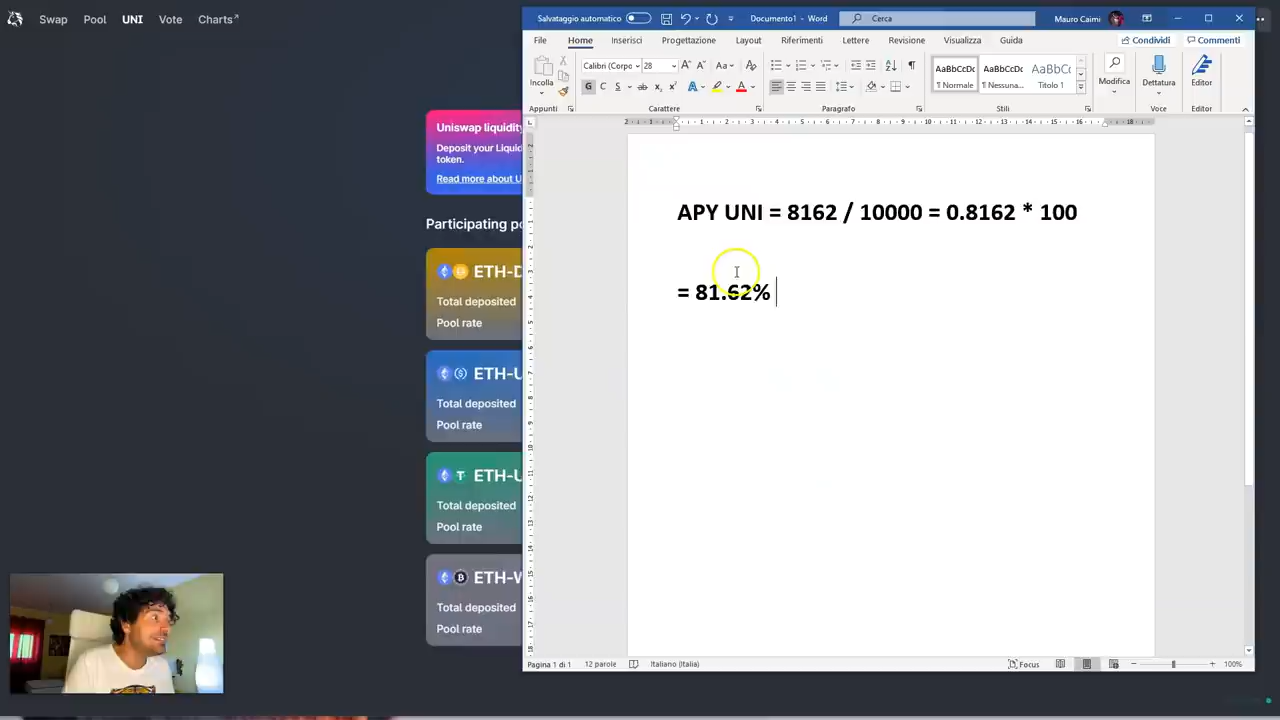 Swap Pool UNI Vote Charts↗
Uniswap liquidity
Deposit your Liquid
token.
Read more about U
Participating po
ETH-D
Total deposited
Pool rate
ETH-U
Total deposited
Pool rate
ETH-U
Total deposited
Pool rate
ETH-W
Total deposited
Pool rate
Salvataggio automatico Documento1 - Word Cerca Mauro Caimi
File Home Inserisci Progettazione Layout Riferimenti Lettere Revisione Visualizza Guida Condividi Commenti
Calibri (Corpo 28
Incolla
G C S
AaBbCcDc AaBbCcDc AaBbCc
¶ Normale ¶ Nessuna... Titolo 1
Modifica Dettatura Editor
Appunti Carattere Paragrafo Stili Voce Editor
APY UNI = 8162 / 10000 = 0.8162 * 100
= 81.62%
Pagina 1 di 1 12 parole Italiano (Italia) Focus 100%